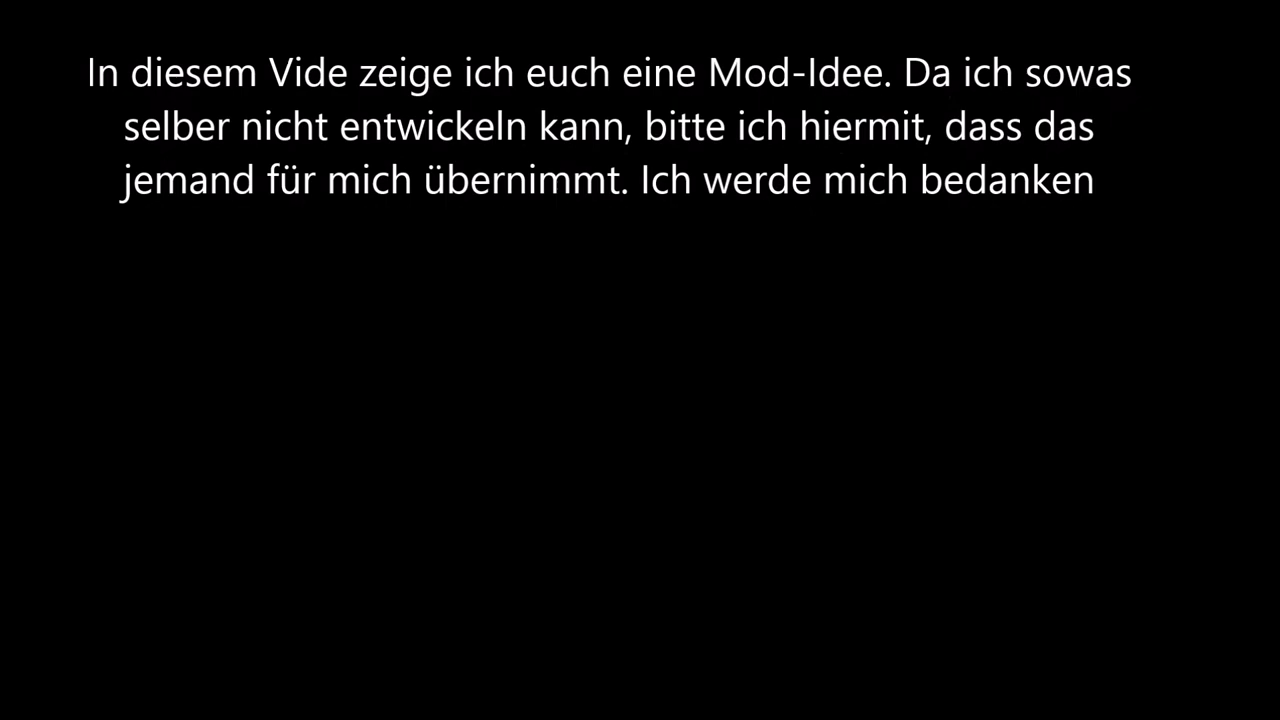 In diesem Vide zeige ich euch eine Mod-Idee. Da ich sowas
selber nicht entwickeln kann, bitte ich hiermit, dass das
jemand für mich übernimmt. Ich werde mich bedanken